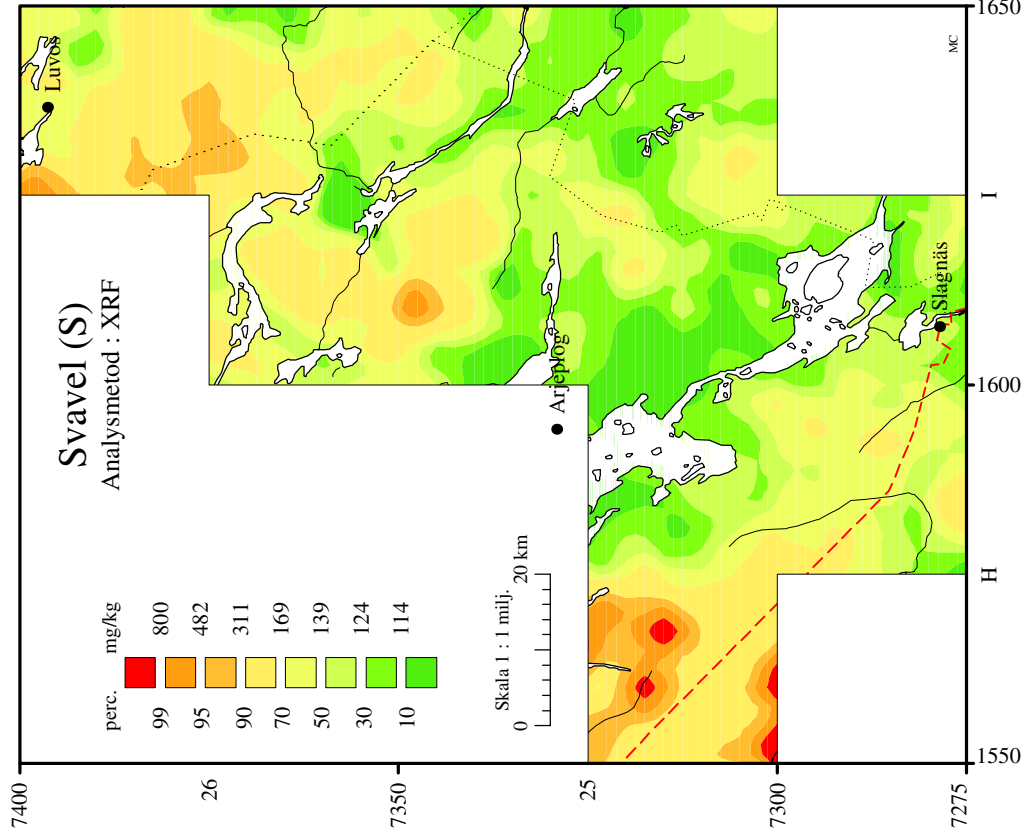 Svavel (S)
Analysmetod : XRF
perc. mg/kg
99 800
95 482
90 311
70 169
50 139
30 124
10 114
Skala 1 : 1 milj.
0 20 km
Luvos
Arjeplog
Slagnäs
MC
7400
26
7350
25
7300
7275
1650
I
1600
H
1550